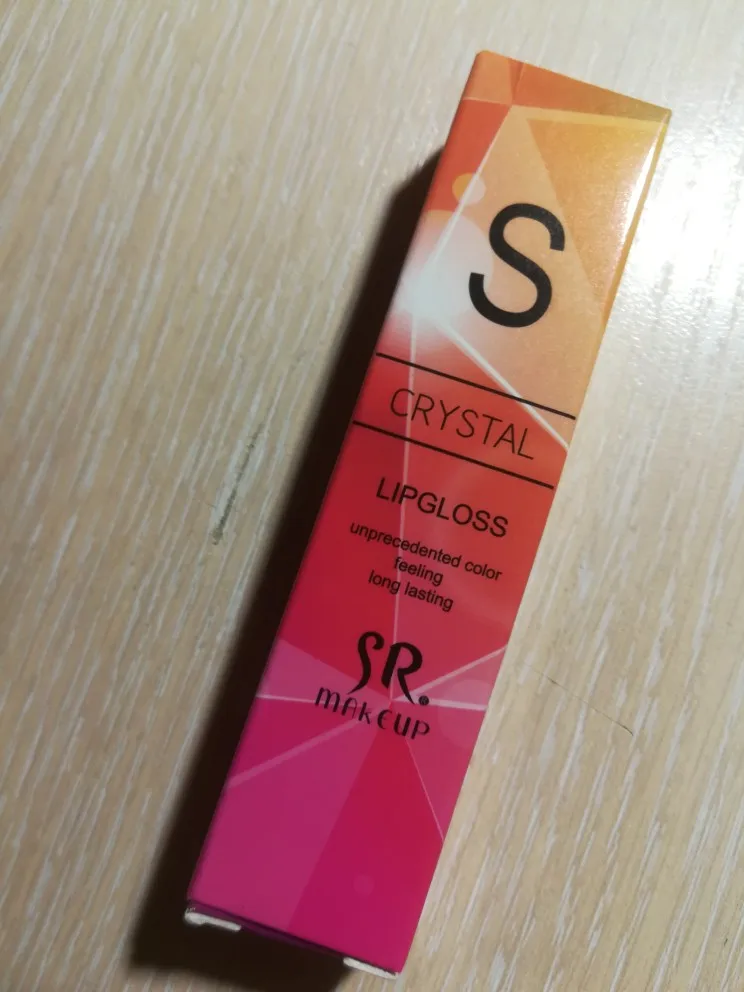 S
CRYSTAL
LIPGLOSS
unprecedented color
feeling
long lasting
SR.
MAKEUP